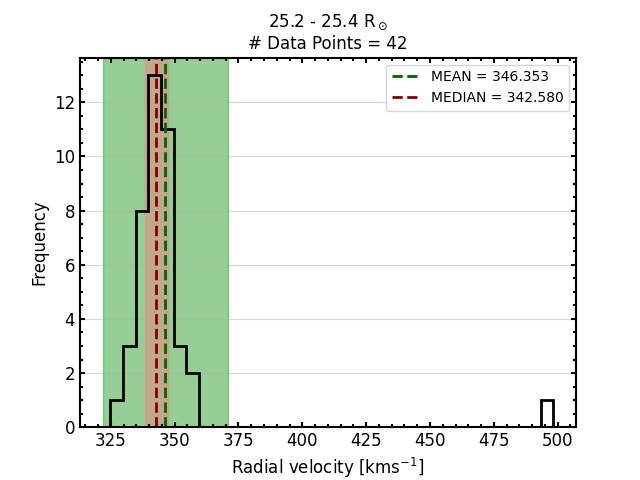 25.2 - 25.4 R⊙
# Data Points = 42
MEAN = 346.353
MEDIAN = 342.580
Frequency
12
10
8
6
4
2
0
325 350 375 400 425 450 475 500
Radial velocity [kms⁻¹]